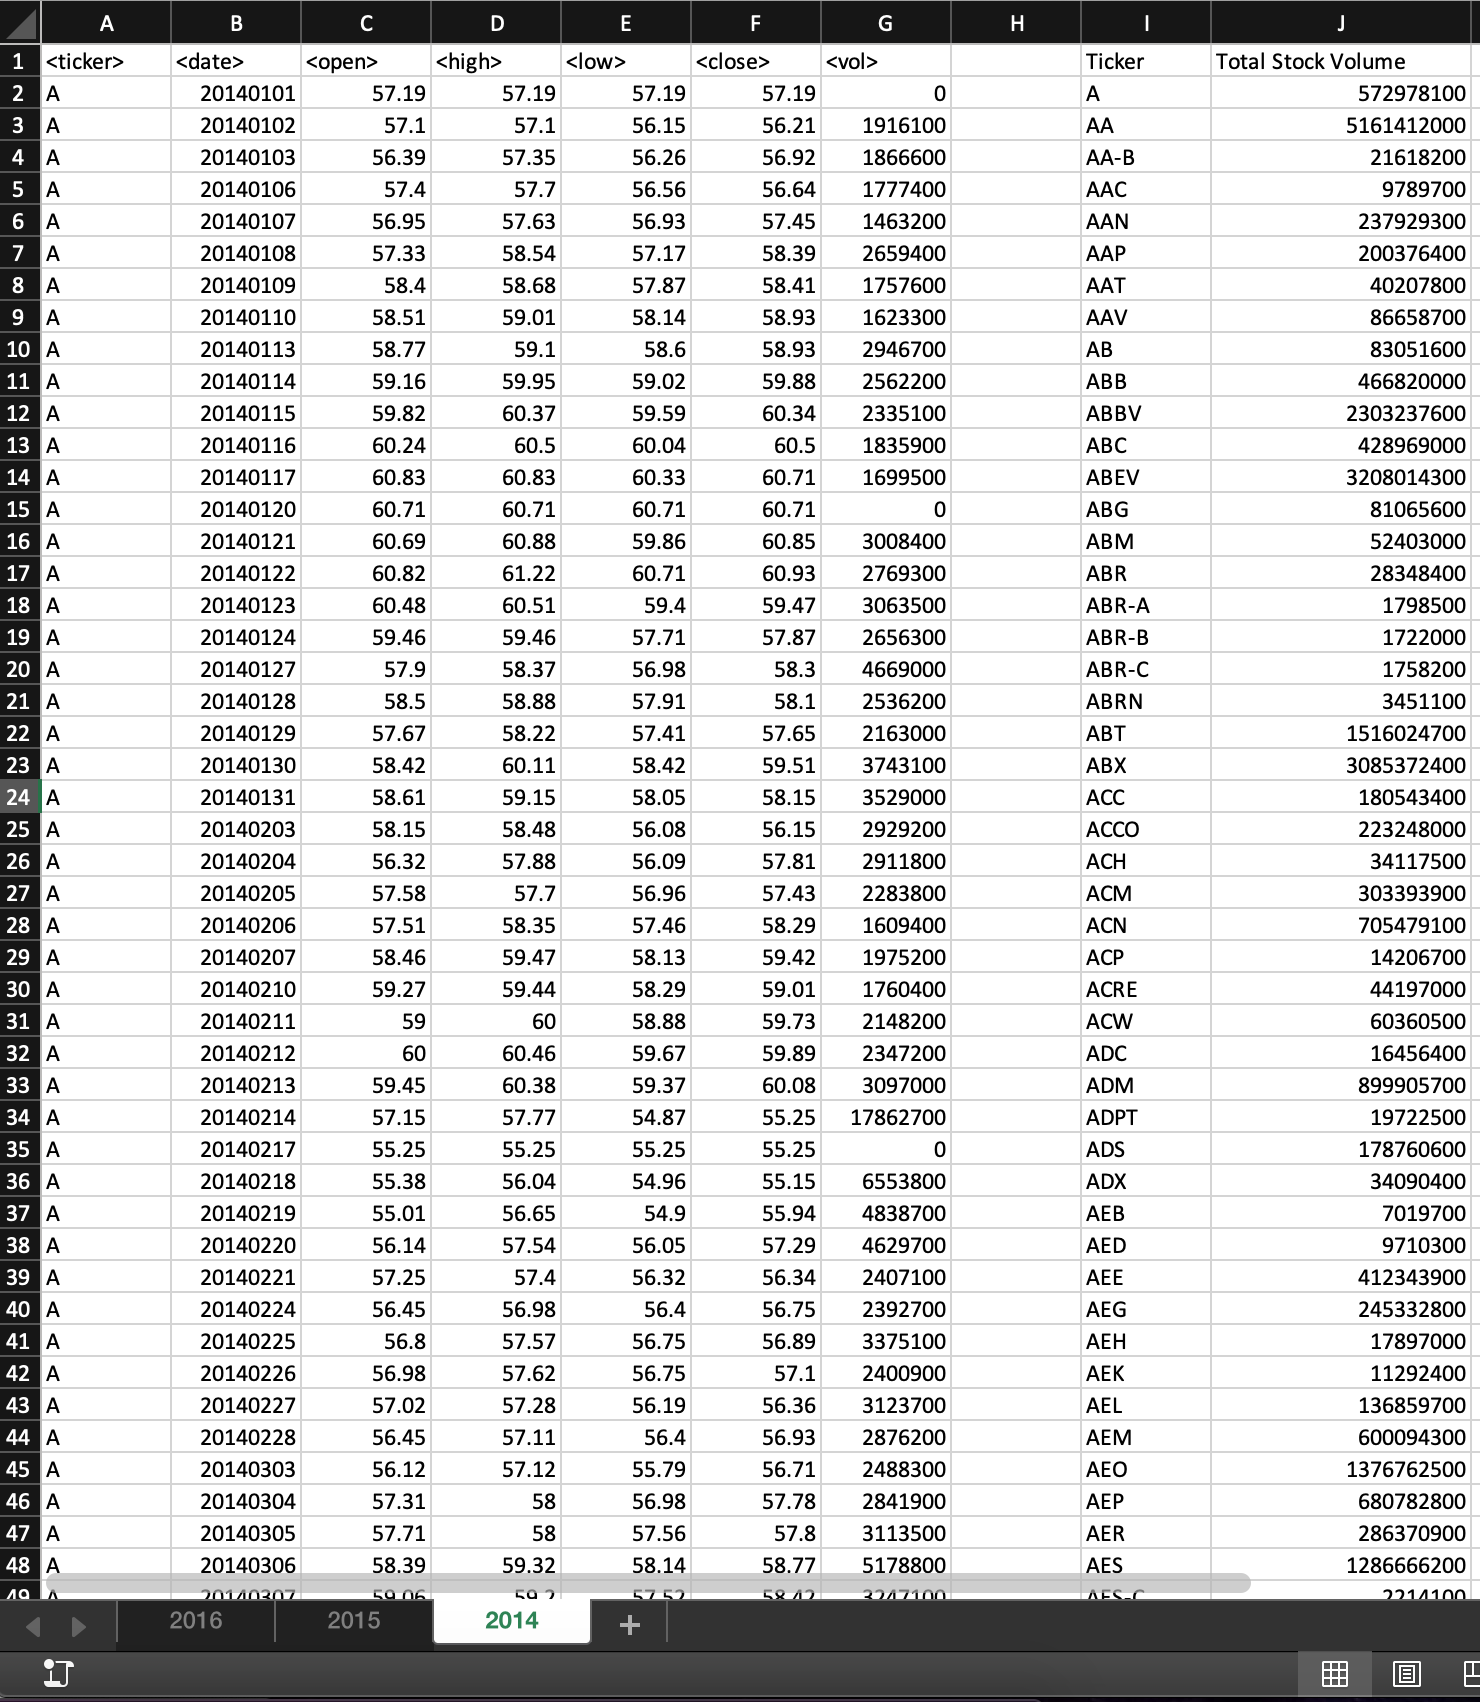 A B C D E F G H I J
1 <ticker> <date> <open> <high> <low> <close> <vol> Ticker Total Stock Volume
2 A 20140101 57.19 57.19 57.19 57.19 0 A 572978100
3 A 20140102 57.1 57.1 56.15 56.21 1916100 AA 5161412000
4 A 20140103 56.39 57.35 56.26 56.92 1866600 AA-B 21618200
5 A 20140106 57.4 57.7 56.56 56.64 1777400 AAC 9789700
6 A 20140107 56.95 57.63 56.93 57.45 1463200 AAN 237929300
7 A 20140108 57.33 58.54 57.17 58.39 2659400 AAP 200376400
8 A 20140109 58.4 58.68 57.87 58.41 1757600 AAT 40207800
9 A 20140110 58.51 59.01 58.14 58.93 1623300 AAV 86658700
10 A 20140113 58.77 59.1 58.6 58.93 2946700 AB 83051600
11 A 20140114 59.16 59.95 59.02 59.88 2562200 ABB 466820000
12 A 20140115 59.82 60.37 59.59 60.34 2335100 ABBV 2303237600
13 A 20140116 60.24 60.5 60.04 60.5 1835900 ABC 428969000
14 A 20140117 60.83 60.83 60.33 60.71 1699500 ABEV 3208014300
15 A 20140120 60.71 60.71 60.71 60.71 0 ABG 81065600
16 A 20140121 60.69 60.88 59.86 60.85 3008400 ABM 52403000
17 A 20140122 60.82 61.22 60.71 60.93 2769300 ABR 28348400
18 A 20140123 60.48 60.51 59.4 59.47 3063500 ABR-A 1798500
19 A 20140124 59.46 59.46 57.71 57.87 2656300 ABR-B 1722000
20 A 20140127 57.9 58.37 56.98 58.3 4669000 ABR-C 1758200
21 A 20140128 58.5 58.88 57.91 58.1 2536200 ABRN 3451100
22 A 20140129 57.67 58.22 57.41 57.65 2163000 ABT 1516024700
23 A 20140130 58.42 60.11 58.42 59.51 3743100 ABX 3085372400
24 A 20140131 58.61 59.15 58.05 58.15 3529000 ACC 180543400
25 A 20140203 58.15 58.48 56.08 56.15 2929200 ACCO 223248000
26 A 20140204 56.32 57.88 56.09 57.81 2911800 ACH 34117500
27 A 20140205 57.58 57.7 56.96 57.43 2283800 ACM 303393900
28 A 20140206 57.51 58.35 57.46 58.29 1609400 ACN 705479100
29 A 20140207 58.46 59.47 58.13 59.42 1975200 ACP 14206700
30 A 20140210 59.27 59.44 58.29 59.01 1760400 ACRE 44197000
31 A 20140211 59 60 58.88 59.73 2148200 ACW 60360500
32 A 20140212 60 60.46 59.67 59.89 2347200 ADC 16456400
33 A 20140213 59.45 60.38 59.37 60.08 3097000 ADM 899905700
34 A 20140214 57.15 57.77 54.87 55.25 17862700 ADPT 19722500
35 A 20140217 55.25 55.25 55.25 55.25 0 ADS 178760600
36 A 20140218 55.38 56.04 54.96 55.15 6553800 ADX 34090400
37 A 20140219 55.01 56.65 54.9 55.94 4838700 AEB 7019700
38 A 20140220 56.14 57.54 56.05 57.29 4629700 AED 9710300
39 A 20140221 57.25 57.4 56.32 56.34 2407100 AEE 412343900
40 A 20140224 56.45 56.98 56.4 56.75 2392700 AEG 245332800
41 A 20140225 56.8 57.57 56.75 56.89 3375100 AEH 17897000
42 A 20140226 56.98 57.62 56.75 57.1 2400900 AEK 11292400
43 A 20140227 57.02 57.28 56.19 56.36 3123700 AEL 136859700
44 A 20140228 56.45 57.11 56.4 56.93 2876200 AEM 600094300
45 A 20140303 56.12 57.12 55.79 56.71 2488300 AEO 1376762500
46 A 20140304 57.31 58 56.98 57.78 2841900 AEP 680782800
47 A 20140305 57.71 58 57.56 57.8 3113500 AER 286370900
48 A 20140306 58.39 59.32 58.14 58.77 5178800 AES 1286666200
49 A 20140307 59.06 59.2 57.52 58.42 3247100 AES-C 2214100
2016 2015 2014